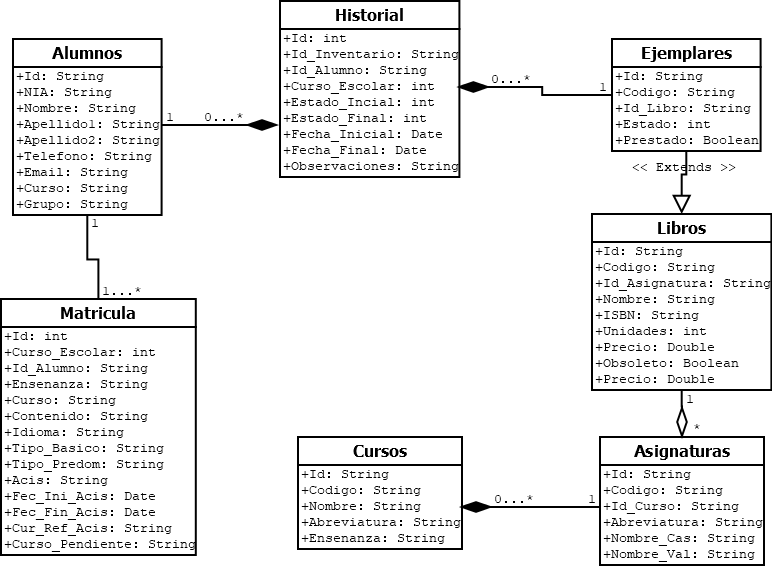 Historial
+Id: int
+Id_Inventario: String
+Id_Alumno: String
+Curso_Escolar: int
+Estado_Incial: int
+Estado_Final: int
+Fecha_Inicial: Date
+Fecha_Final: Date
+Observaciones: String
Alumnos
+Id: String
+NIA: String
+Nombre: String
+Apellido1: String
+Apellido2: String
+Telefono: String
+Email: String
+Curso: String
+Grupo: String
1
0...*
0...*
1
Ejemplares
+Id: String
+Codigo: String
+Id_Libro: String
+Estado: int
+Prestado: Boolean
<< Extends >>
Libros
+Id: String
+Codigo: String
+Id_Asignatura: String
+Nombre: String
+ISBN: String
+Unidades: int
+Precio: Double
+Obsoleto: Boolean
+Precio: Double
1
*
1
1...*
Matricula
+Id: int
+Curso_Escolar: int
+Id_Alumno: String
+Ensenanza: String
+Curso: String
+Contenido: String
+Idioma: String
+Tipo_Basico: String
+Tipo_Predom: String
+Acis: String
+Fec_Ini_Acis: Date
+Fec_Fin_Acis: Date
+Cur_Ref_Acis: String
+Curso_Pendiente: String
Cursos
+Id: String
+Codigo: String
+Nombre: String
+Abreviatura: String
+Ensenanza: String
0...*
1
Asignaturas
+Id: String
+Codigo: String
+Id_Curso: String
+Abreviatura: String
+Nombre_Cas: String
+Nombre_Val: String